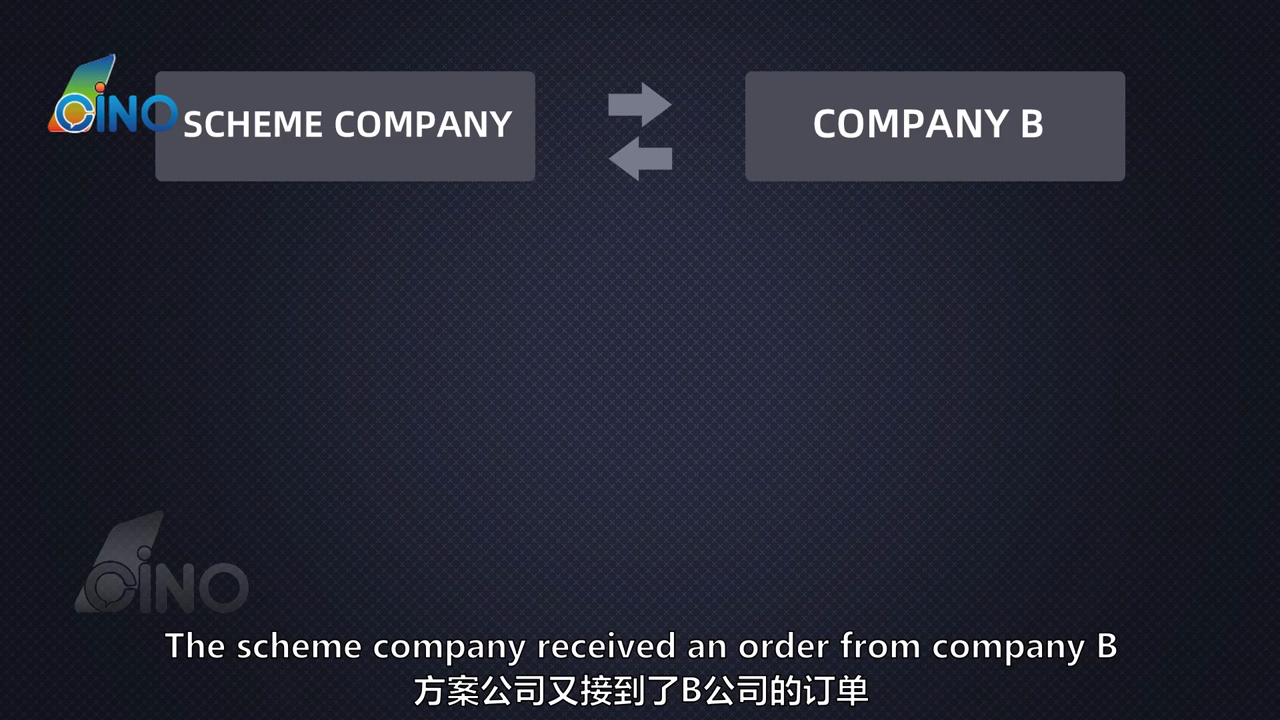 CINO
SCHEME COMPANY
COMPANY B
CINO
The scheme company received an order from company B
方案公司又接到了B公司的订单